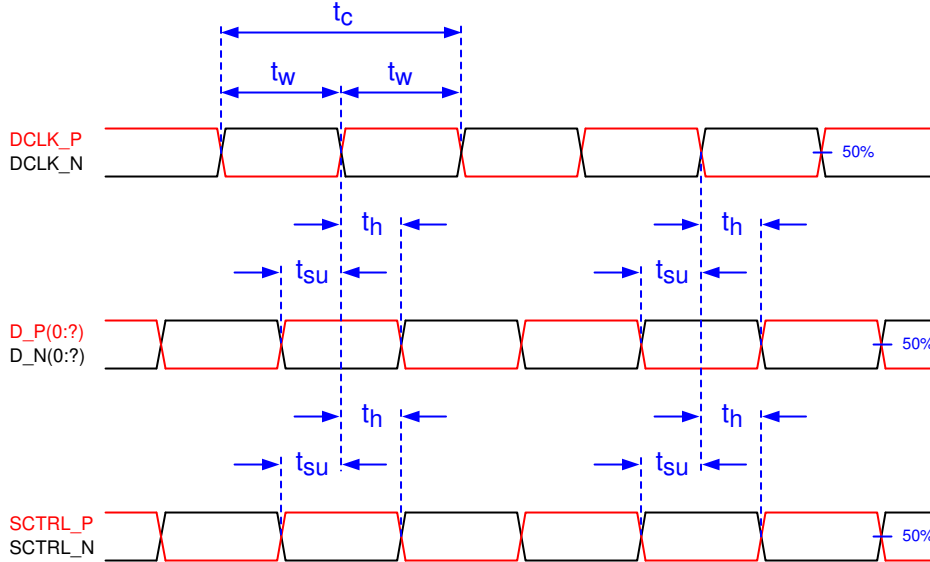 tc
tw tw
DCLK_P
DCLK_N
50%
th th
tsu tsu
D_P(0:?)
D_N(0:?)
50%
th th
tsu tsu
SCTRL_P
SCTRL_N
50%